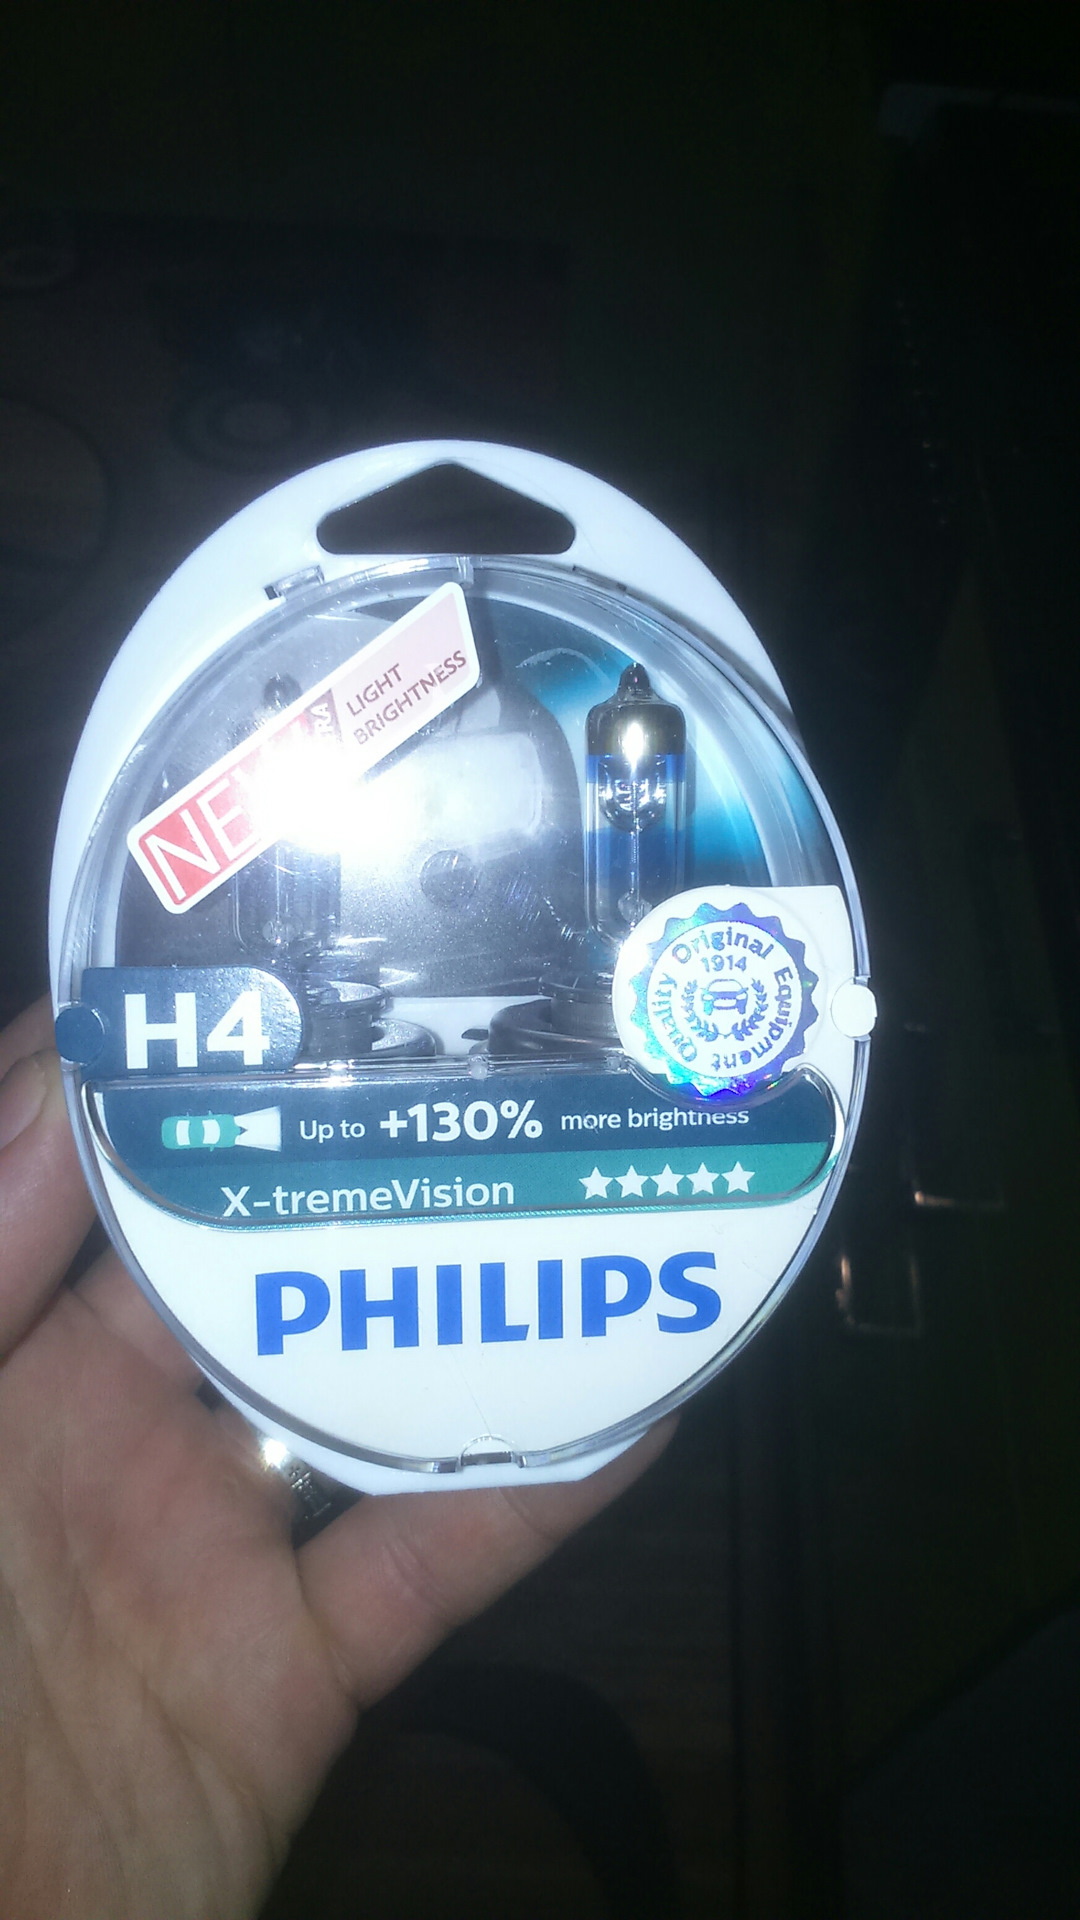 NEW
LIGHT
BRIGHTNESS
Quality Original Equipment
1914
H4
Up to +130% more brightness
X-tremeVision
PHILIPS